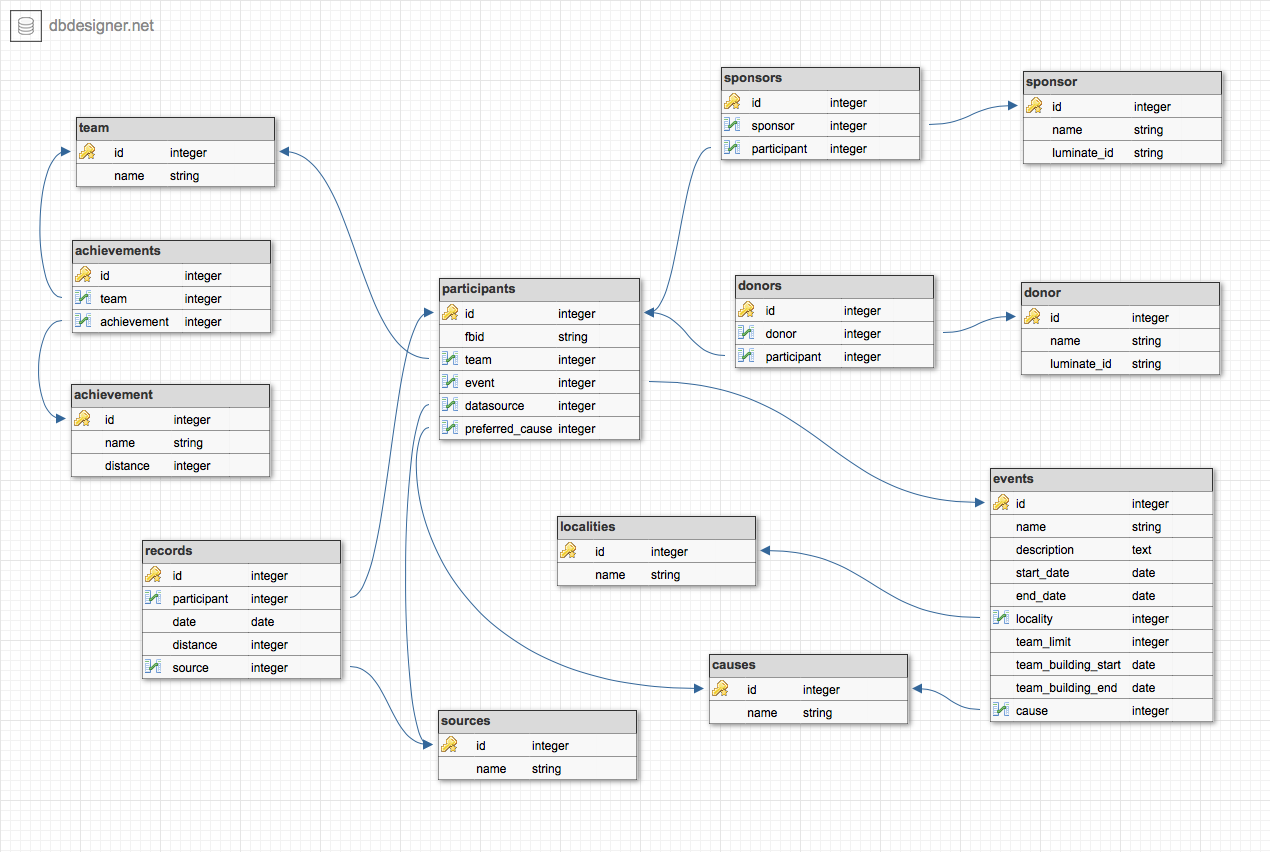 dbdesigner.net
team
id integer
name string
achievements
id integer
team integer
achievement integer
achievement
id integer
name string
distance integer
records
id integer
participant integer
date date
distance integer
source integer
participants
id integer
fbid string
team integer
event integer
datasource integer
preferred_cause integer
sources
id integer
name string
localities
id integer
name string
sponsors
id integer
sponsor integer
participant integer
donors
id integer
donor integer
participant integer
causes
id integer
name string
sponsor
id integer
name string
luminate_id string
donor
id integer
name string
luminate_id string
events
id integer
name string
description text
start_date date
end_date date
locality integer
team_limit integer
team_building_start date
team_building_end date
cause integer